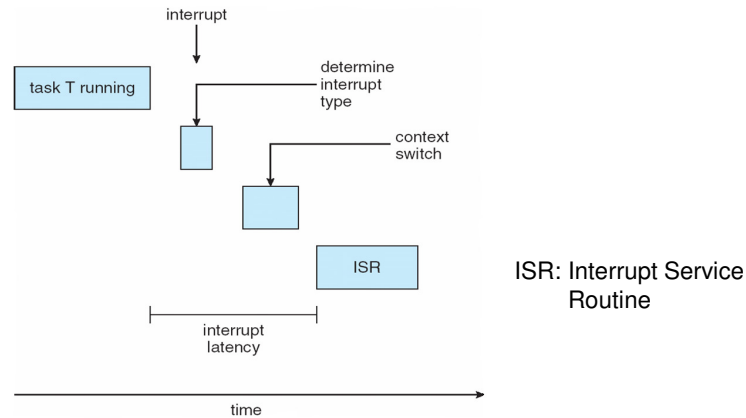 interrupt
task T running
determine
interrupt
type
context
switch
ISR
ISR: Interrupt Service
Routine
interrupt
latency
time